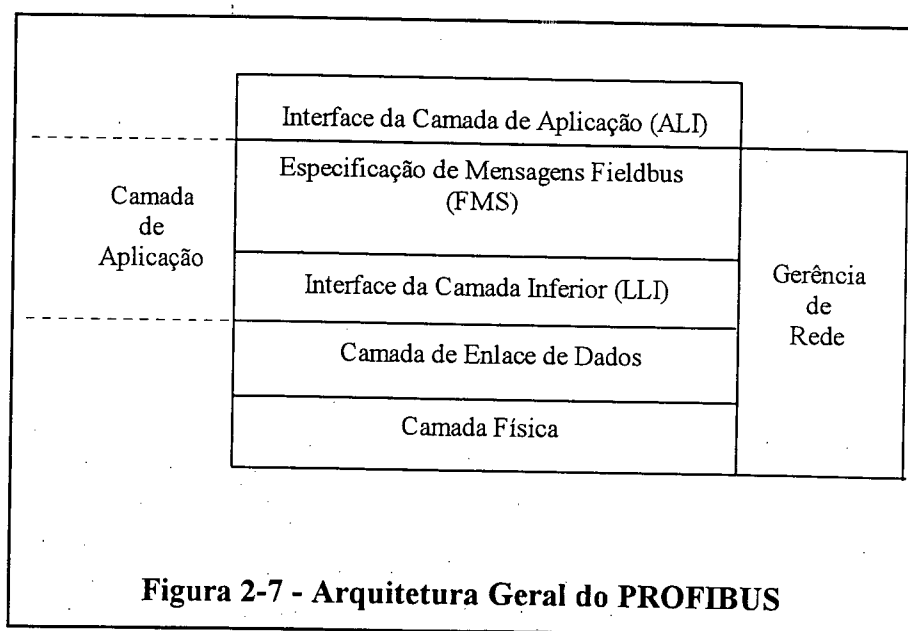 Interface da Camada de Aplicação (ALI)
Especificação de Mensagens Fieldbus
(FMS)
Camada
de
Aplicação
Interface da Camada Inferior (LLI)
Gerência
de
Rede
Camada de Enlace de Dados
Camada Física
Figura 2-7 - Arquitetura Geral do PROFIBUS